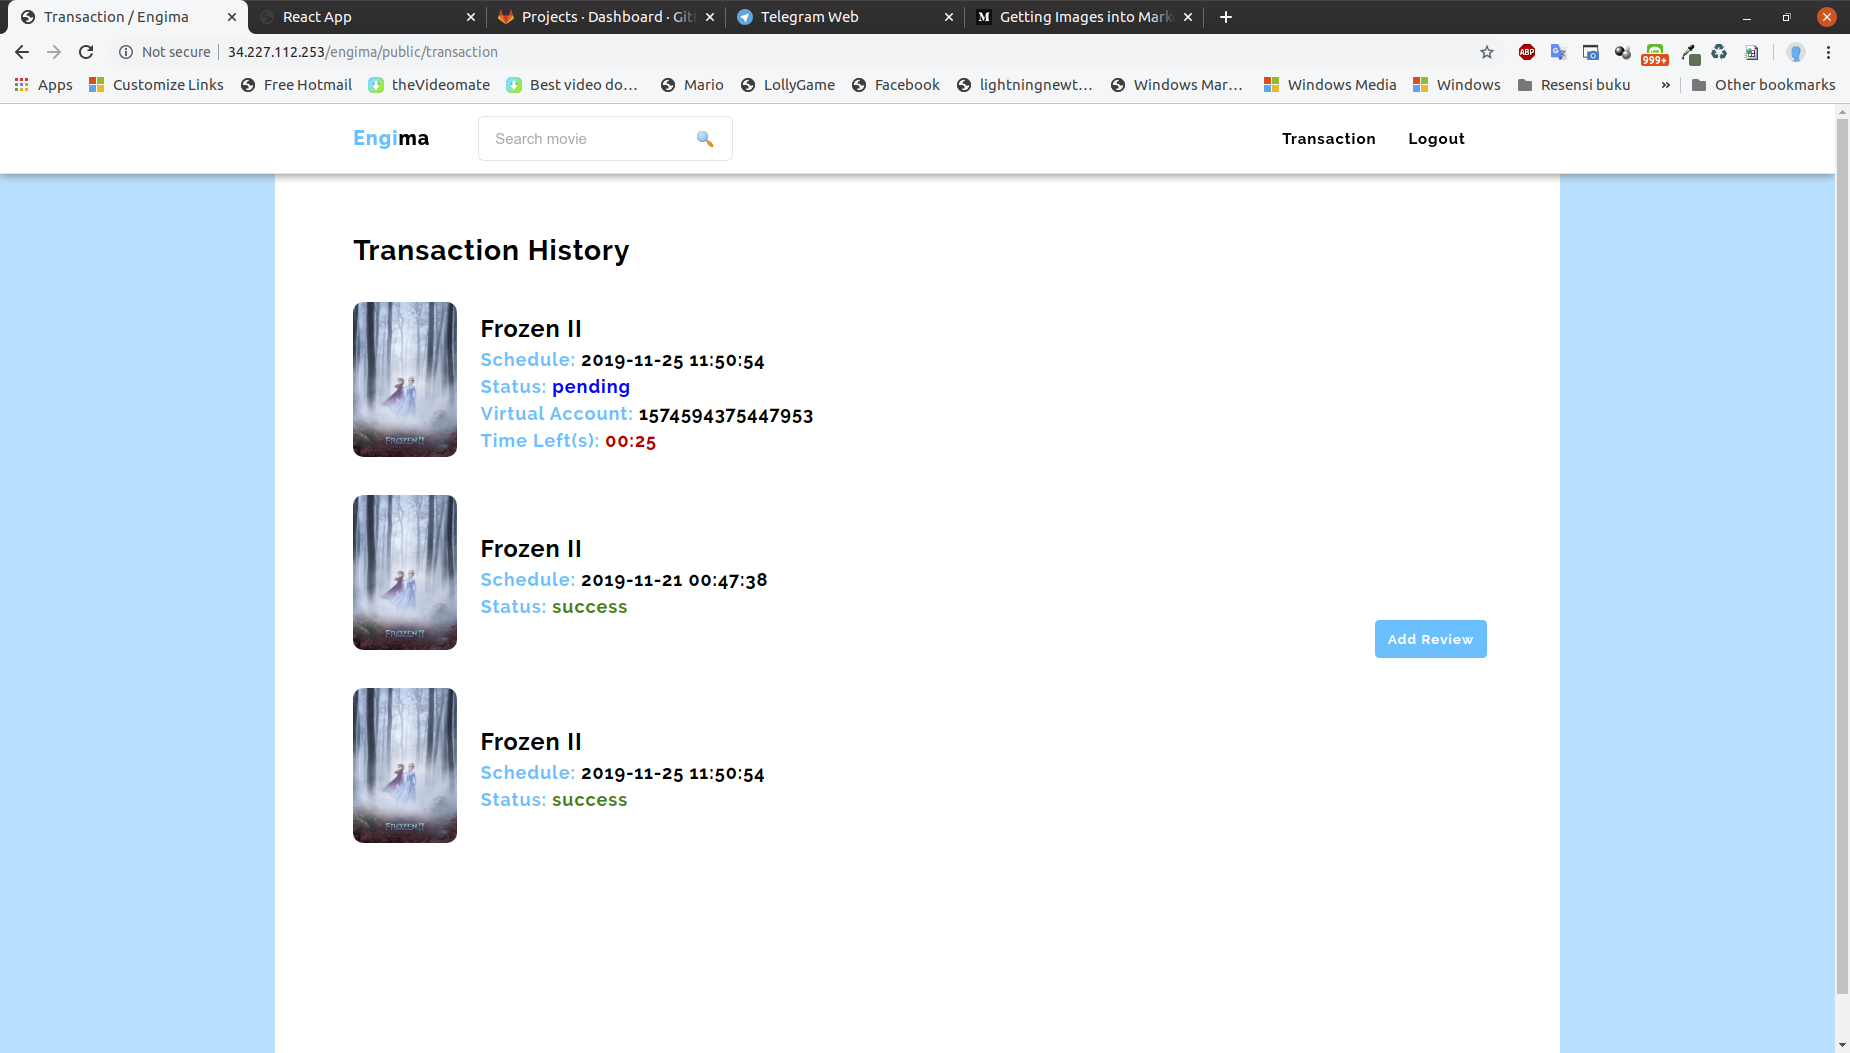 Transaction / Engima
React App
Projects · Dashboard · Git
Telegram Web
Getting Images into Mark
Not secure
34.227.112.253/engima/public/transaction
ABP
999+
Apps
Customize Links
Free Hotmail
theVideomate
Best video do...
Mario
LollyGame
Facebook
lightningnewt...
Windows Mar...
Windows Media
Windows
Resensi buku
»
Other bookmarks
Engima
Search movie
Transaction
Logout
Transaction History
FROZEN II
Frozen II
Schedule: 2019-11-25 11:50:54
Status: pending
Virtual Account: 1574594375447953
Time Left(s): 00:25
FROZEN II
Frozen II
Schedule: 2019-11-21 00:47:38
Status: success
Add Review
FROZEN II
Frozen II
Schedule: 2019-11-25 11:50:54
Status: success